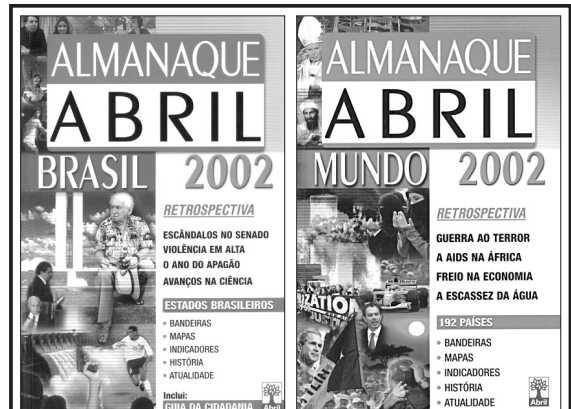 ALMANAQUE
ABRIL
BRASIL 2002
RETROSPECTIVA
ESCÂNDALOS NO SENADO
VIOLÊNCIA EM ALTA
O ANO DO APAGÃO
AVANÇOS NA CIÊNCIA
ESTADOS BRASILEIROS
• BANDEIRAS
• MAPAS
• INDICADORES
• HISTÓRIA
• ATUALIDADE
Inclui:
GUIA DA CIDADANIA
Abril
ALMANAQUE
ABRIL
MUNDO 2002
RETROSPECTIVA
GUERRA AO TERROR
A AIDS NA ÁFRICA
FREIO NA ECONOMIA
A ESCASSEZ DA ÁGUA
192 PAÍSES
• BANDEIRAS
• MAPAS
• INDICADORES
• HISTÓRIA
• ATUALIDADE
Abril